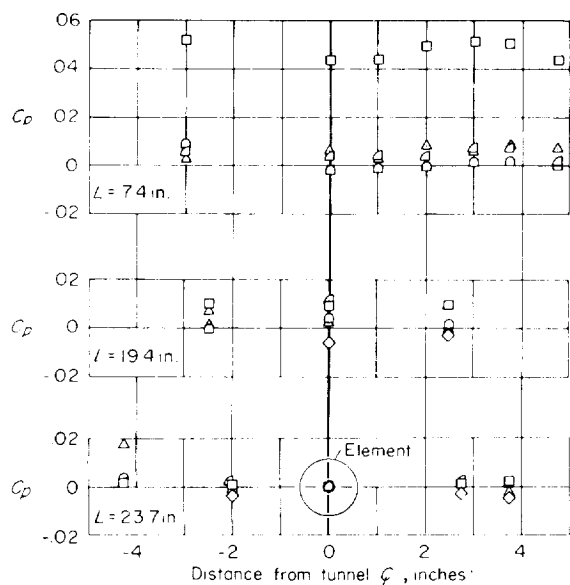 06
04
Cp
02
0
L = 7.4 in.
-.02
02
Cp
0
L = 19.4 in.
-.02
02
Element
Cp
0
L = 23.7 in.
-.02
-4 -2 0 2 4
Distance from tunnel ℄, inches